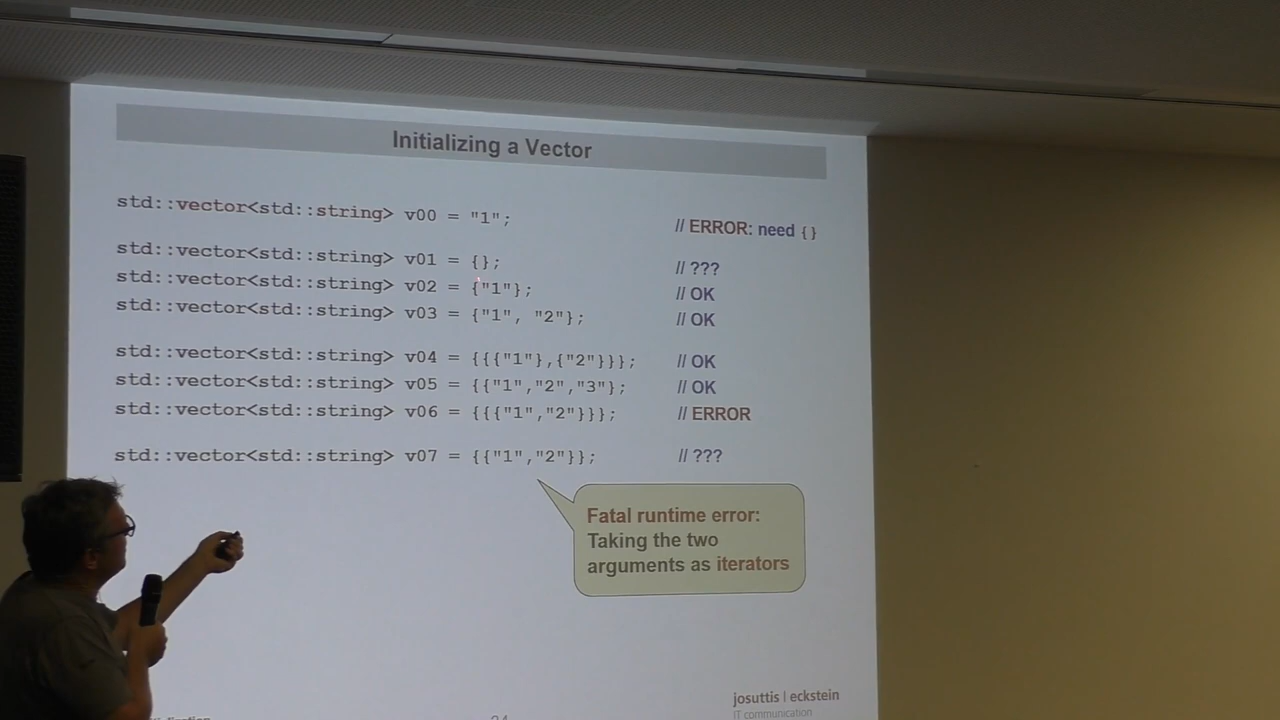 Initializing a Vector
std::vector<std::string> v00 = "1"; // ERROR: need {}
std::vector<std::string> v01 = {}; // ???
std::vector<std::string> v02 = {"1"}; // OK
std::vector<std::string> v03 = {"1", "2"}; // OK
std::vector<std::string> v04 = {{{"1"},{"2"}}}; // OK
std::vector<std::string> v05 = {{"1","2","3"}; // OK
std::vector<std::string> v06 = {{{"1","2"}}}; // ERROR
std::vector<std::string> v07 = {{"1","2"}}; // ???
Fatal runtime error:
Taking the two
arguments as iterators
josuttis | eckstein
IT communication